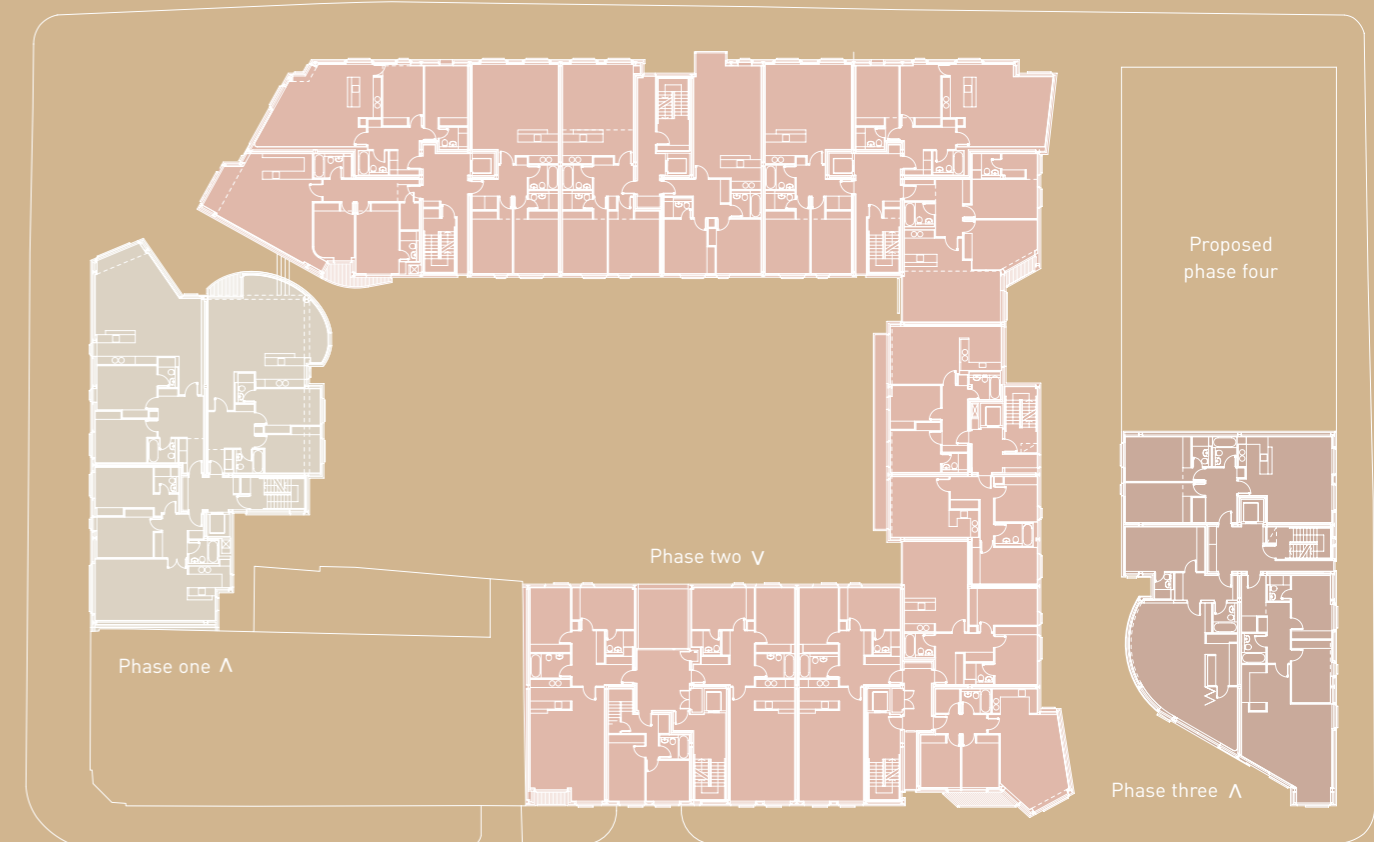 Proposed
phase four
Phase two V
Phase one Λ
Phase three Λ